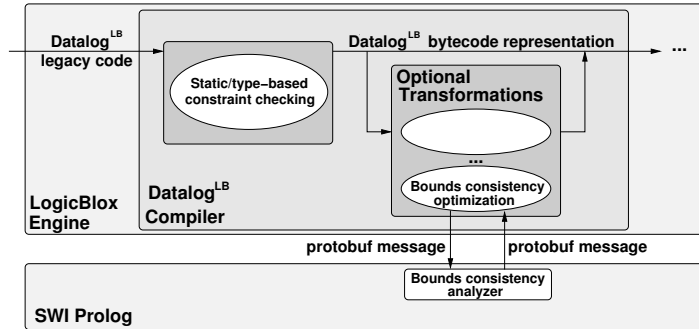 Datalog^LB
legacy code
Static/type−based
constraint checking
Datalog^LB bytecode representation
...
Optional
Transformations
...
Bounds consistency
optimization
LogicBlox
Engine
Datalog^LB
Compiler
protobuf message
protobuf message
Bounds consistency
analyzer
SWI Prolog